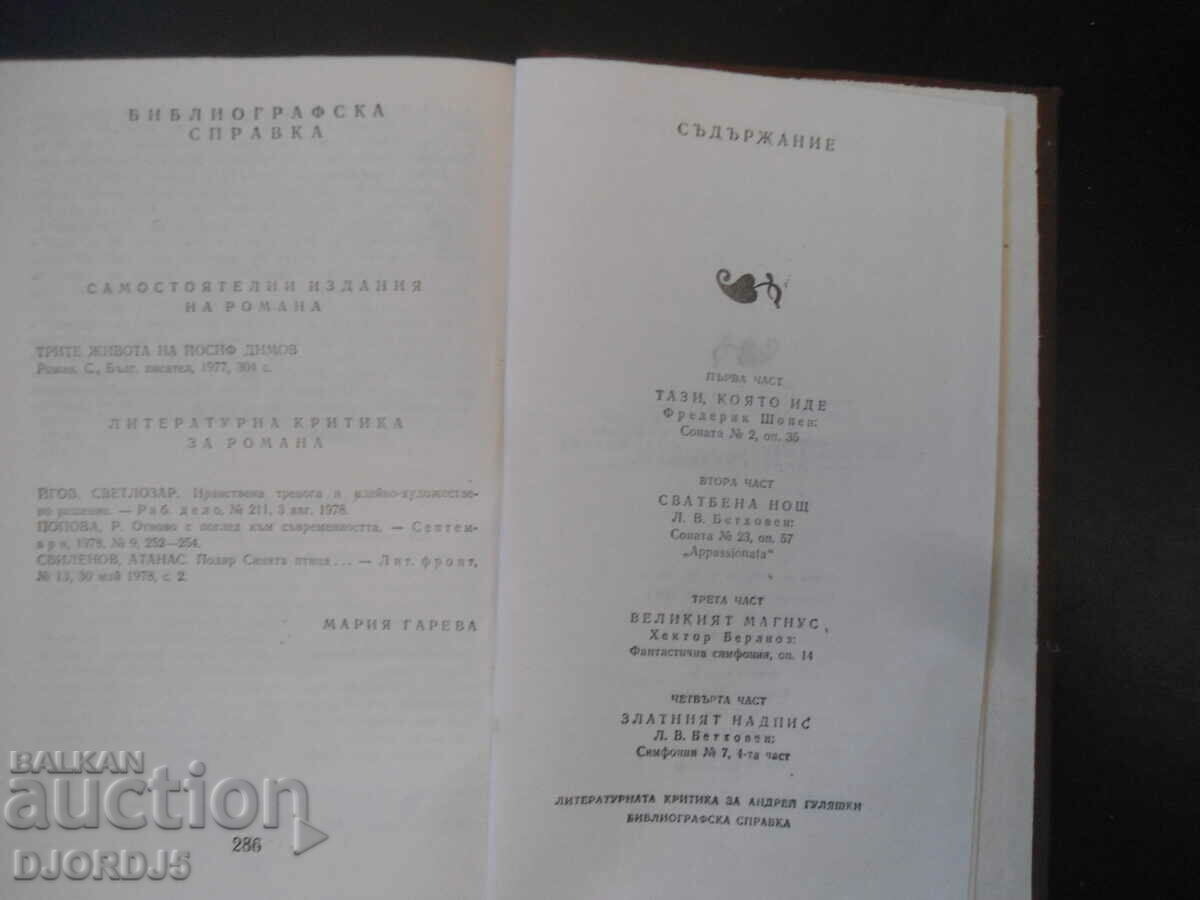 БИБЛИОГРАФСКА
СПРАВКА
САМОСТОЯТЕЛНИ ИЗДАНИЯ
НА РОМАНА
ТРИТЕ ЖИВОТА НА ЙОСИФ ДИМОВ
Роман. С., Бълг. писател, 1977, 304 с.
ЛИТЕРАТУРНА КРИТИКА
ЗА РОМАНА
ИГОВ, СВЕТЛОЗАР. Нравствена тревога и идейно-художестве-
но решение. — Раб. дело, № 211, 3 авг. 1978.
ПОПОВА, Р. Отново с поглед към съвременността. — Септем-
ври, 1978, № 9, 252—254.
СВИЛЕНОВ, АТАНАС. Подир Синята птица... — Лит. фронт,
№ 13, 30 май 1978, с. 2.
МАРИЯ ГАРЕВА
286
СЪДЪРЖАНИЕ
ПЪРВА ЧАСТ
ТАЗИ, КОЯТО ИДЕ
Фредерик Шопен:
Соната № 2, оп. 35
ВТОРА ЧАСТ
СВАТБЕНА НОЩ
Л. В. Бетховен:
Соната № 23, оп. 57
„Appassionata“
ТРЕТА ЧАСТ
ВЕЛИКИЯТ МАГНУС
Хектор Берлиоз:
Фантастична симфония, оп. 14
ЧЕТВЪРТА ЧАСТ
ЗЛАТНИЯТ НАДПИС
Л. В. Бетховен:
Симфония № 7, 4-та част
ЛИТЕРАТУРНАТА КРИТИКА ЗА АНДРЕЙ ГУЛЯШКИ
БИБЛИОГРАФСКА СПРАВКА
BALKAN
auction
DJORDJ5